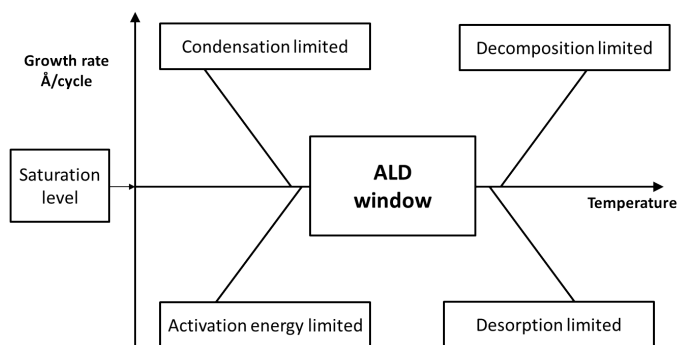 Condensation limited
Decomposition limited
Growth rate
Å/cycle
ALD
window
Saturation
level
Temperature
Activation energy limited
Desorption limited